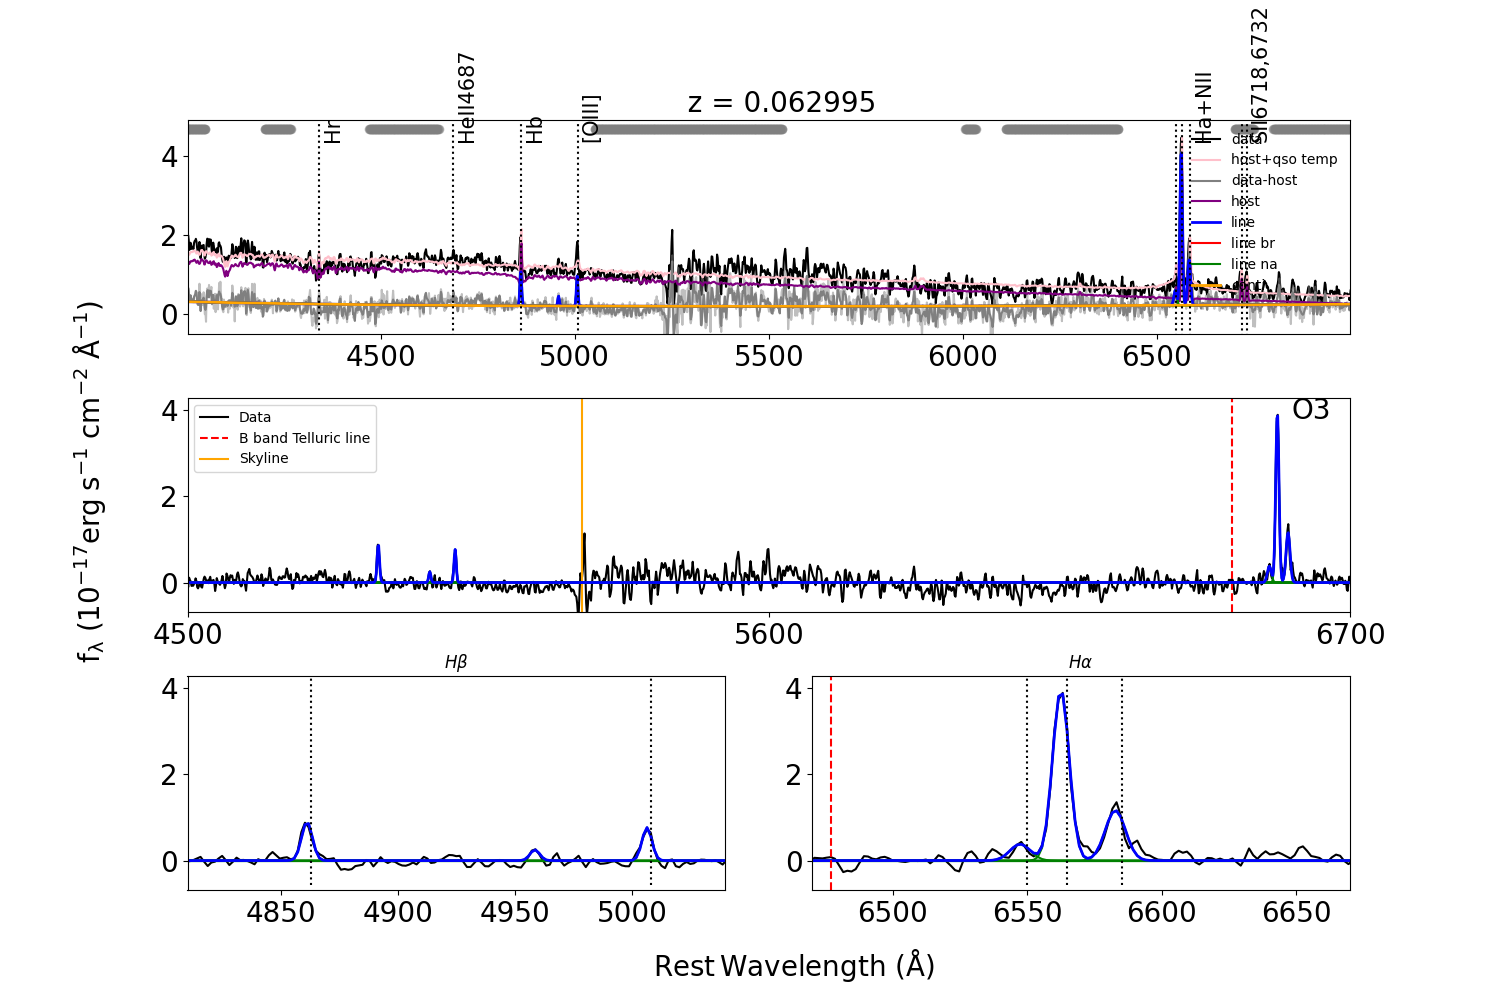 z = 0.062995
Hr
HeII4687
Hb
[OIII]
Ha+NII
SII6718,6732
data
host+qso temp
data-host
host
line
line br
line na
4
2
0
4500
5000
5500
6000
6500
fλ (10⁻¹⁷erg s⁻¹ cm⁻² Å⁻¹)
Data
B band Telluric line
Skyline
O3
4
2
0
4500
5600
6700
Hβ
4
2
0
4850
4900
4950
5000
Hα
4
2
0
6500
6550
6600
6650
Rest Wavelength (Å)